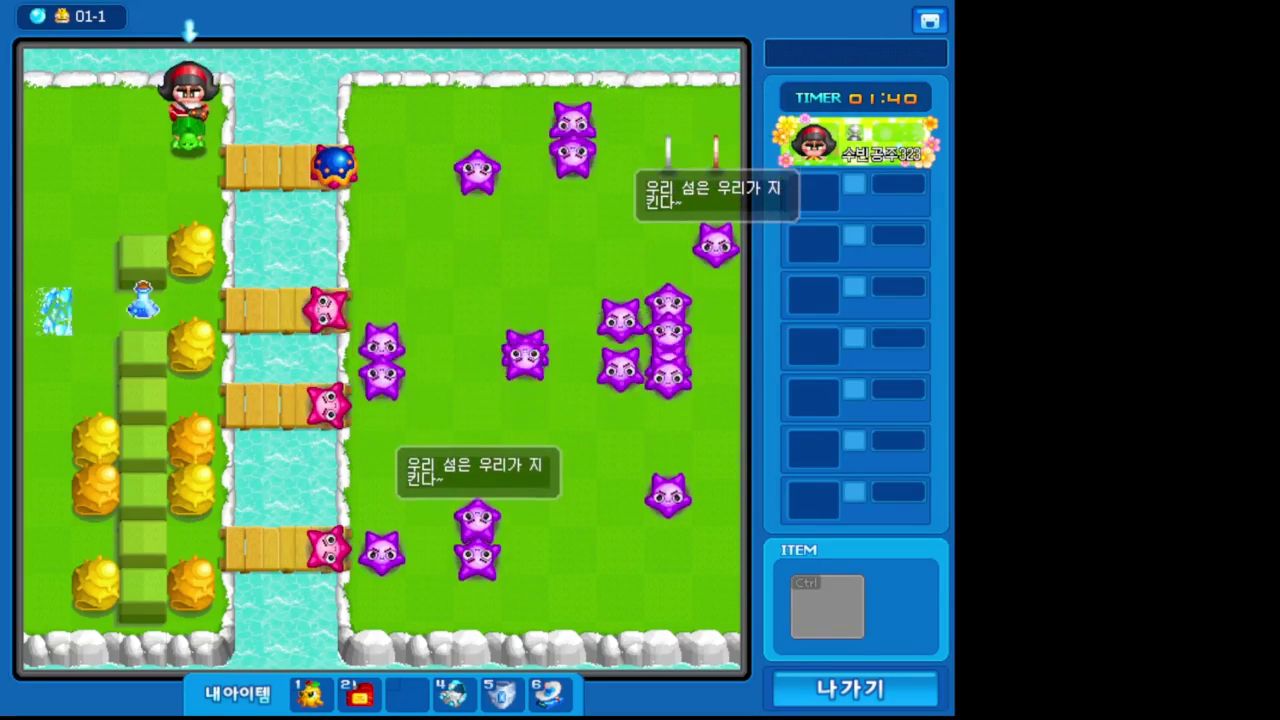 01-1
TIMER 01:40
수빈공주323
우리 섬은 우리가 지
킨다~
우리 섬은 우리가 지
킨다~
ITEM
Ctrl
내아이템
1
2
4
5
6
나가기